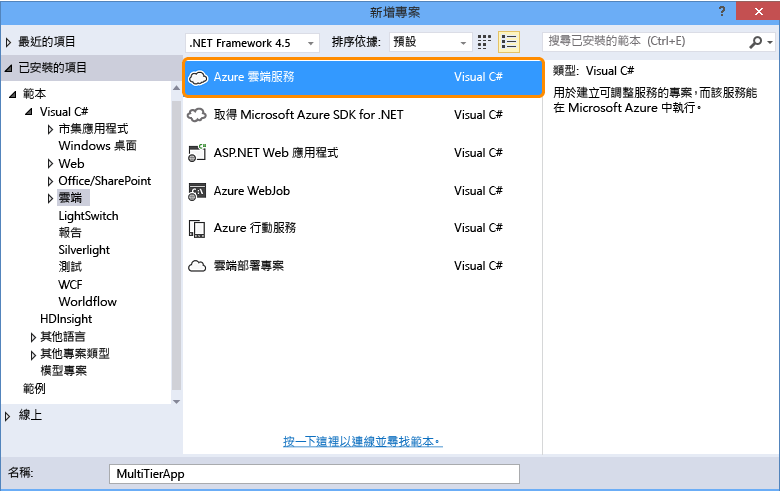 新增專案
? ×
最近的項目
.NET Framework 4.5
排序依據: 預設
搜尋已安裝的範本 (Ctrl+E)
已安裝的項目
範本
Visual C#
市集應用程式
Windows 桌面
Web
Office/SharePoint
雲端
LightSwitch
報告
Silverlight
測試
WCF
Worldflow
HDInsight
其他語言
其他專案類型
模型專案
範例
線上
Azure 雲端服務 Visual C#
取得 Microsoft Azure SDK for .NET Visual C#
ASP.NET Web 應用程式 Visual C#
Azure WebJob Visual C#
Azure 行動服務 Visual C#
雲端部署專案 Visual C#
按一下這裡以連線並尋找範本。
類型: Visual C#
用於建立可調整服務的專案,而該服務能
在 Microsoft Azure 中執行。
名稱: MultiTierApp